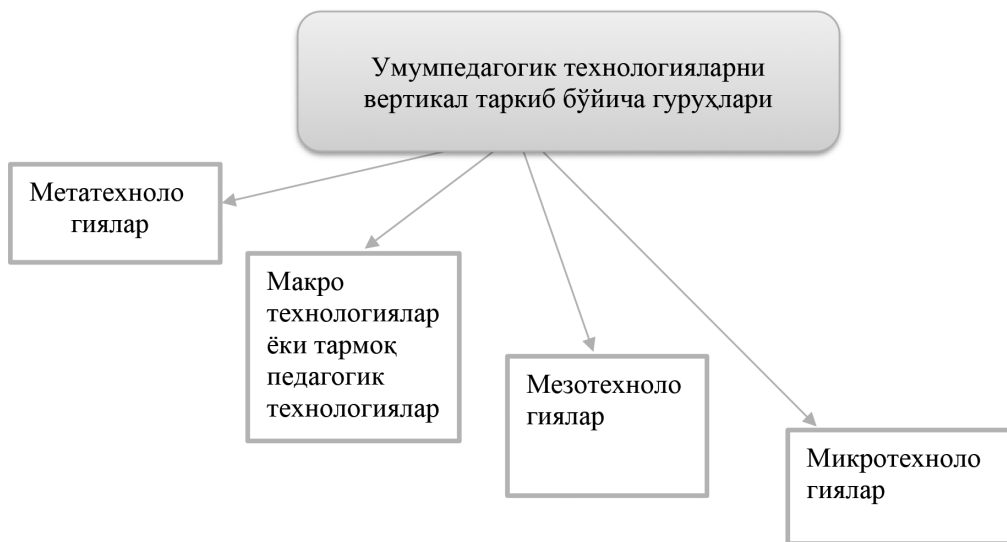 Умумпедагогик технологияларни
вертикал таркиб бўйича гуруҳлари
Метатехноло
гиялар
Макро
технологиялар
ёки тармоқ
педагогик
технологиялар
Мезотехноло
гиялар
Микротехноло
гиялар